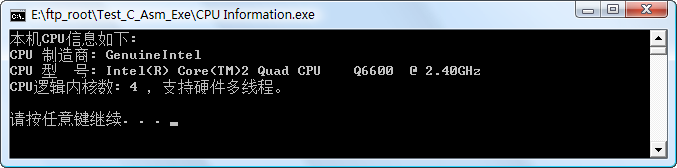 E:\ftp_root\Test_C_Asm_Exe\CPU Information.exe
本机CPU信息如下:
CPU 制造商: GenuineIntel
CPU 型  号: Intel(R) Core(TM)2 Quad CPU    Q6600  @ 2.40GHz
CPU逻辑内核数: 4 ，支持硬件多线程。
请按任意键继续. . .